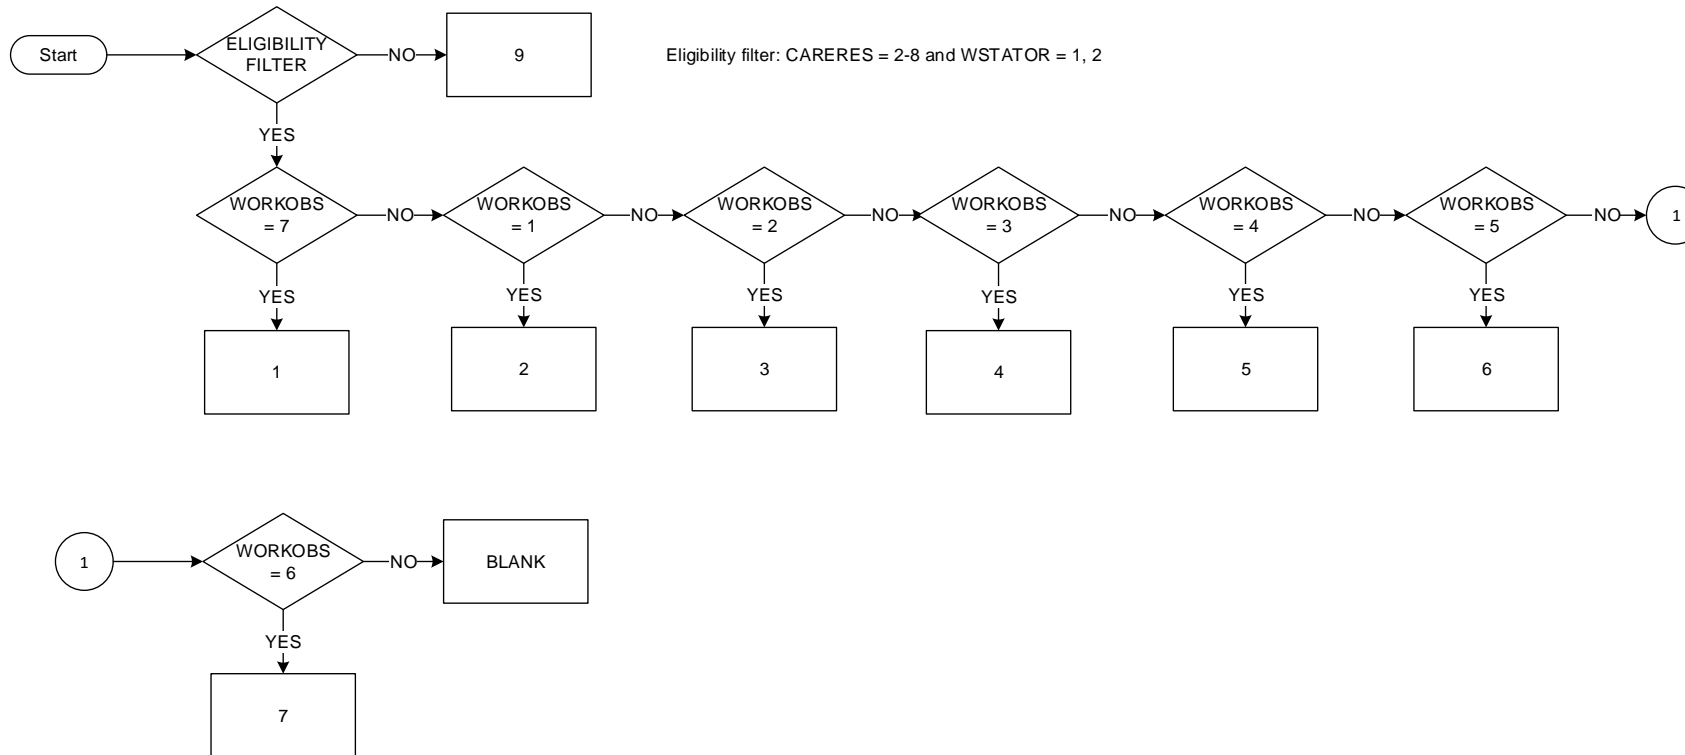 Start
ELIGIBILITY
FILTER
NO
9
Eligibility filter: CARERES = 2-8 and WSTATOR = 1, 2
YES
WORKOBS
= 7
NO
WORKOBS
= 1
NO
WORKOBS
= 2
NO
WORKOBS
= 3
NO
WORKOBS
= 4
NO
WORKOBS
= 5
NO
1
YES
YES
YES
YES
YES
YES
1
2
3
4
5
6
1
WORKOBS
= 6
NO
BLANK
YES
7